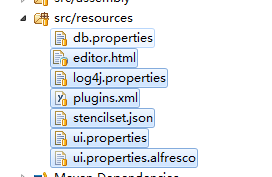 src/assembly
src/resources
db.properties
editor.html
log4j.properties
plugins.xml
stencilset.json
ui.properties
ui.properties.alfresco
Maven Dependencies